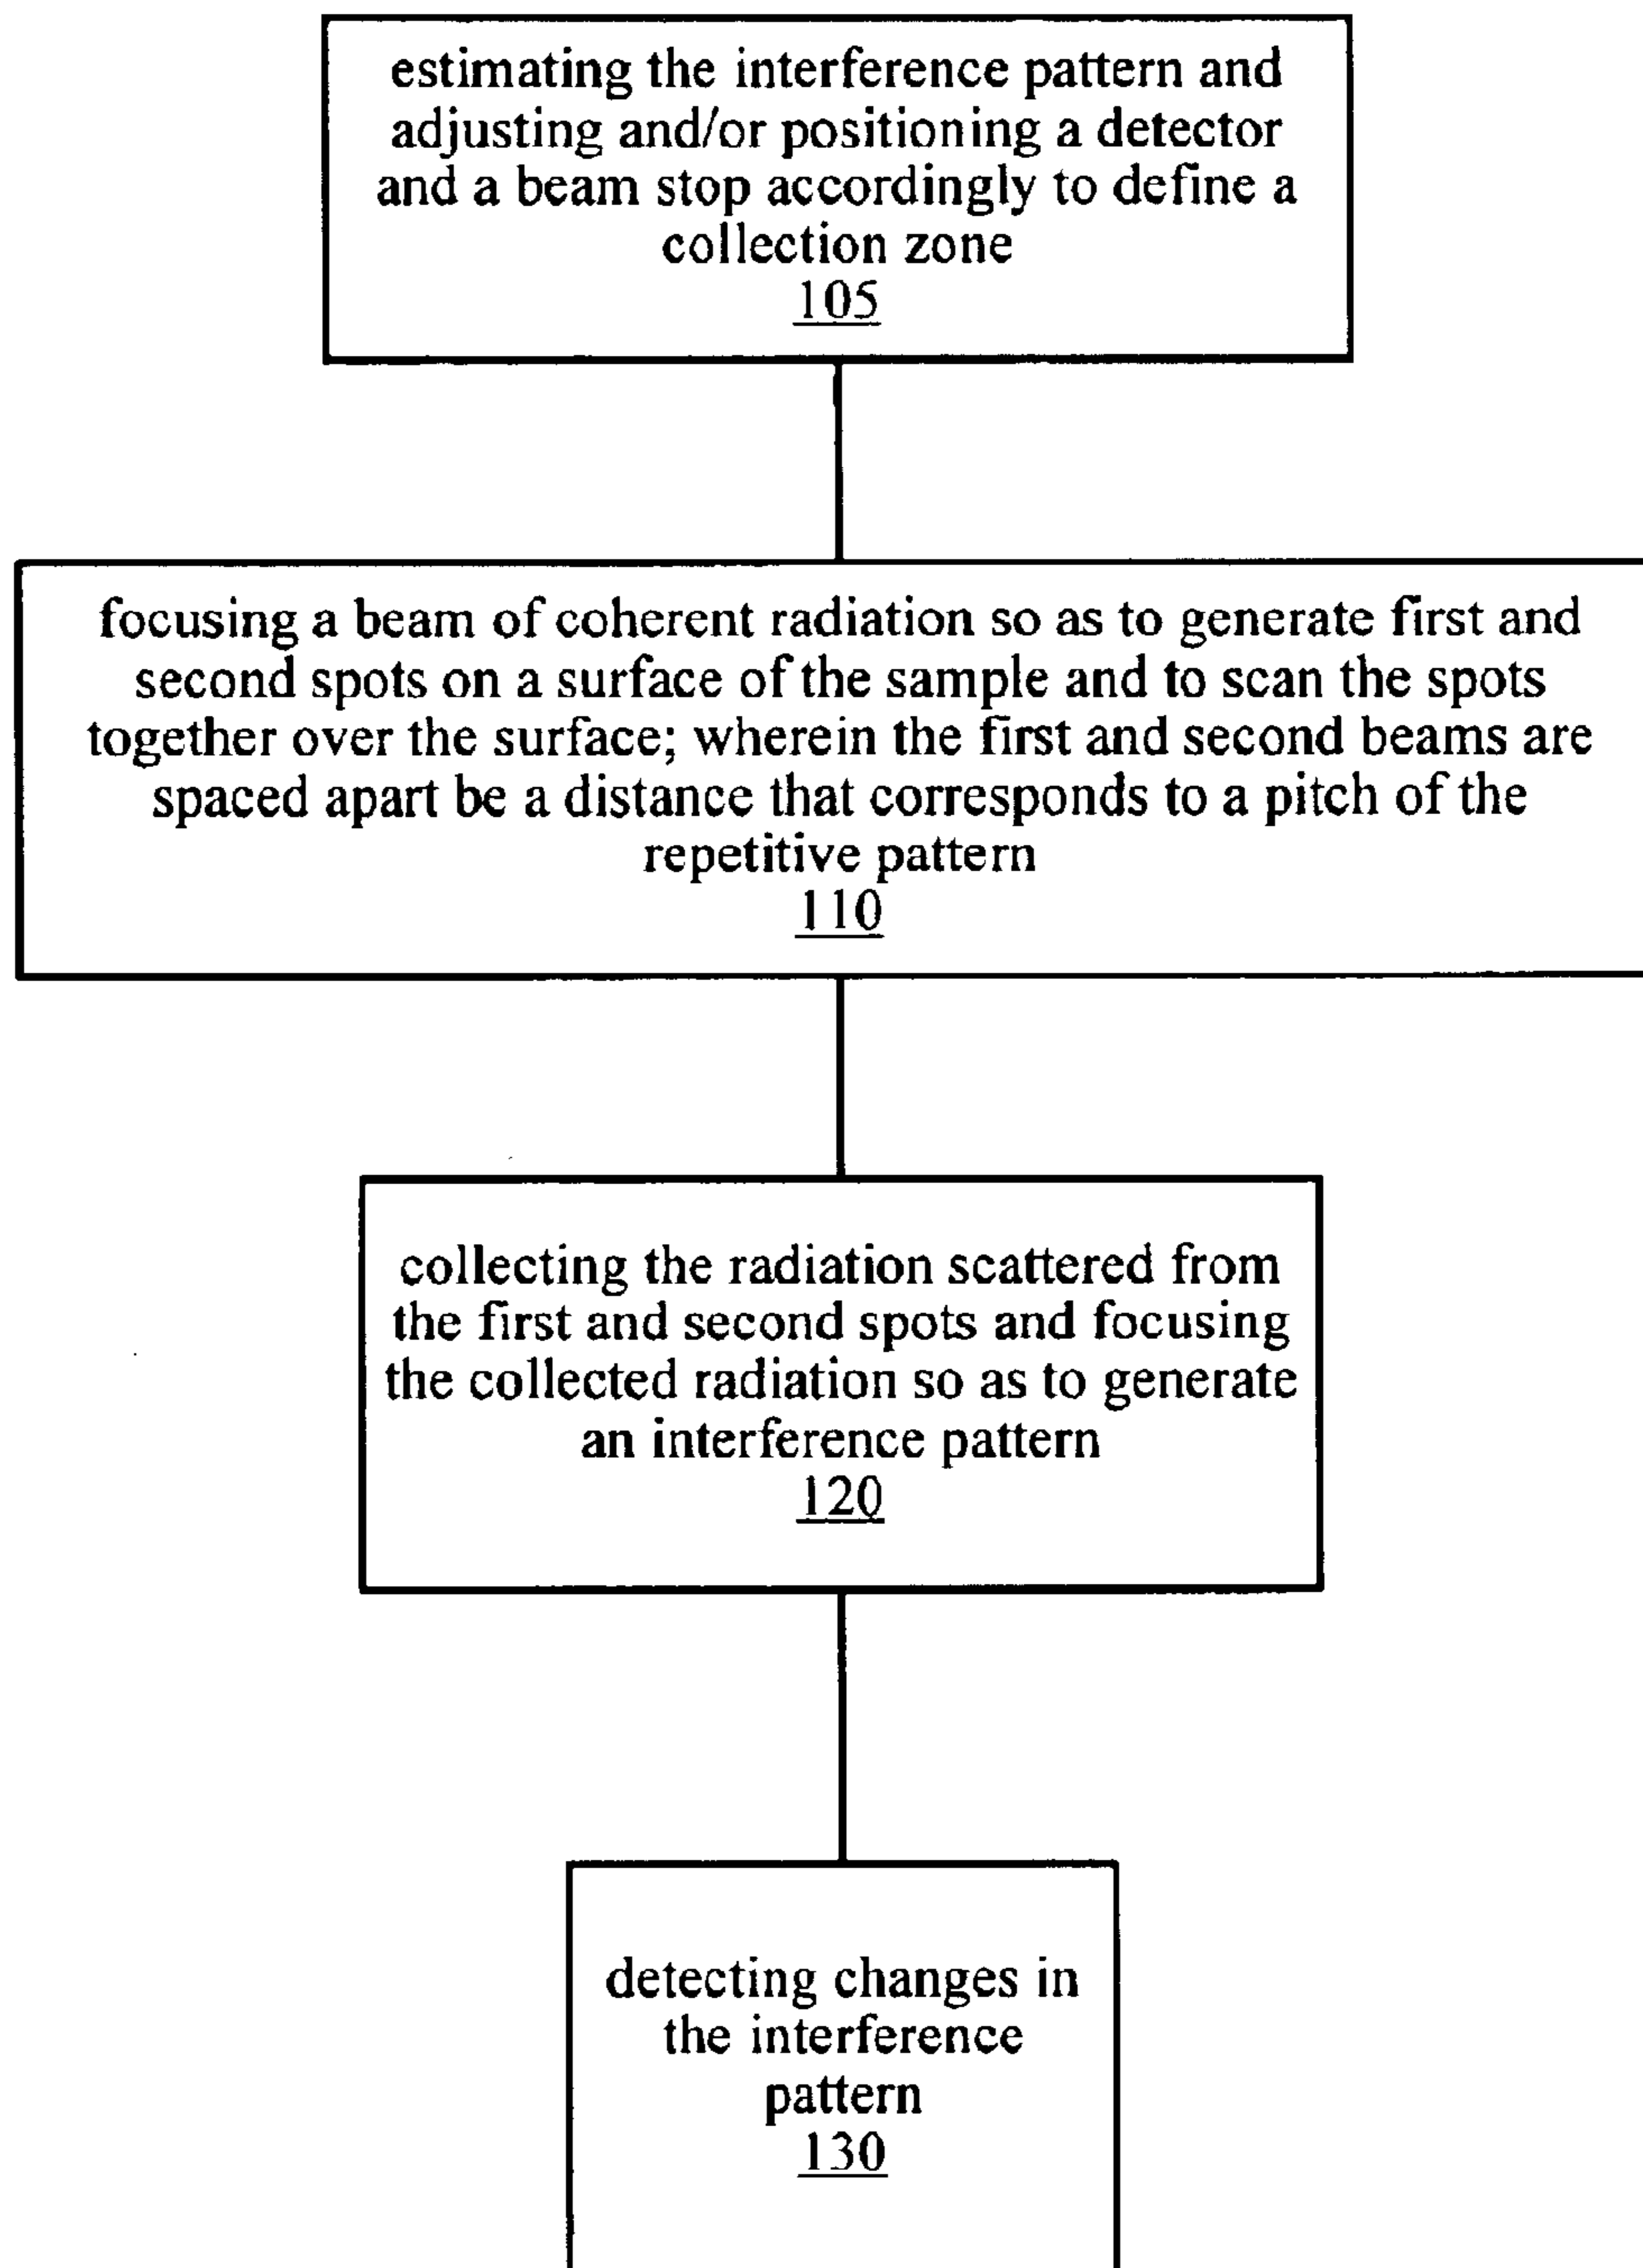 estimating the interference pattern and
adjusting and/or positioning a detector
and a beam stop accordingly to define a
collection zone
105
focusing a beam of coherent radiation so as to generate first and
second spots on a surface of the sample and to scan the spots
together over the surface; wherein the first and second beams are
spaced apart be a distance that corresponds to a pitch of the
repetitive pattern
110
collecting the radiation scattered from
the first and second spots and focusing
the collected radiation so as to generate
an interference pattern
120
detecting changes in
the interference
pattern
130